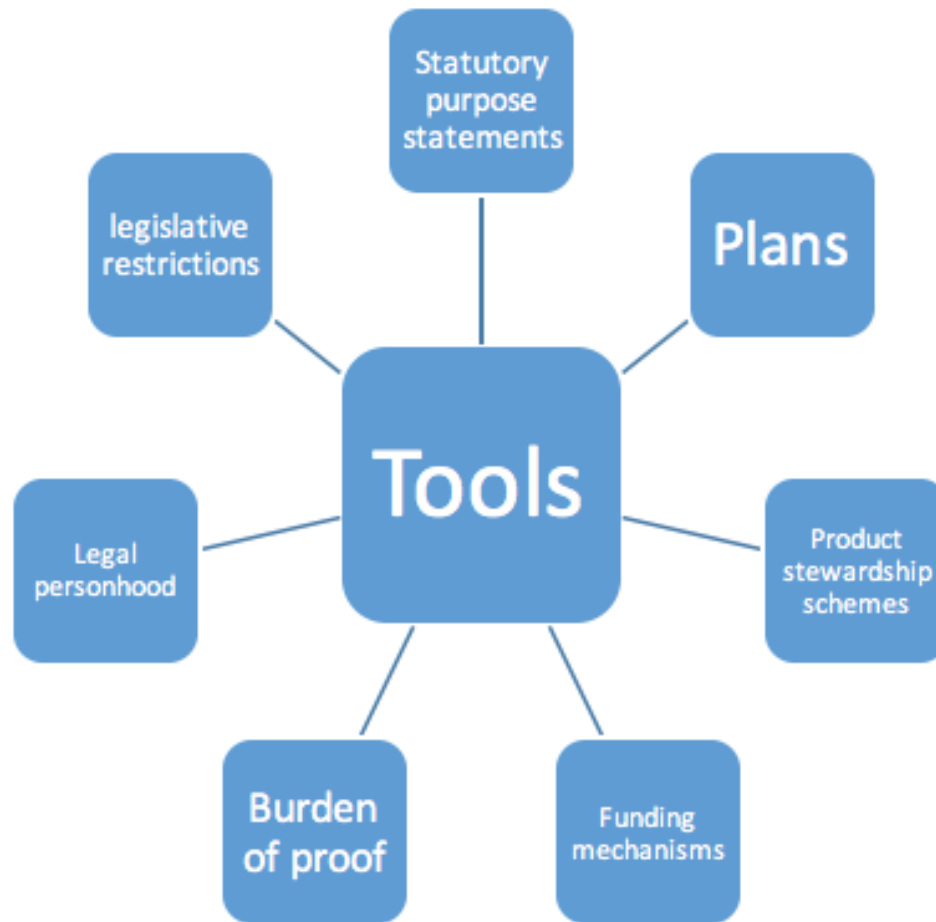 Statutory
purpose
statements
Plans
legislative
restrictions
Tools
Legal
personhood
Product
stewardship
schemes
Burden
of proof
Funding
mechanisms